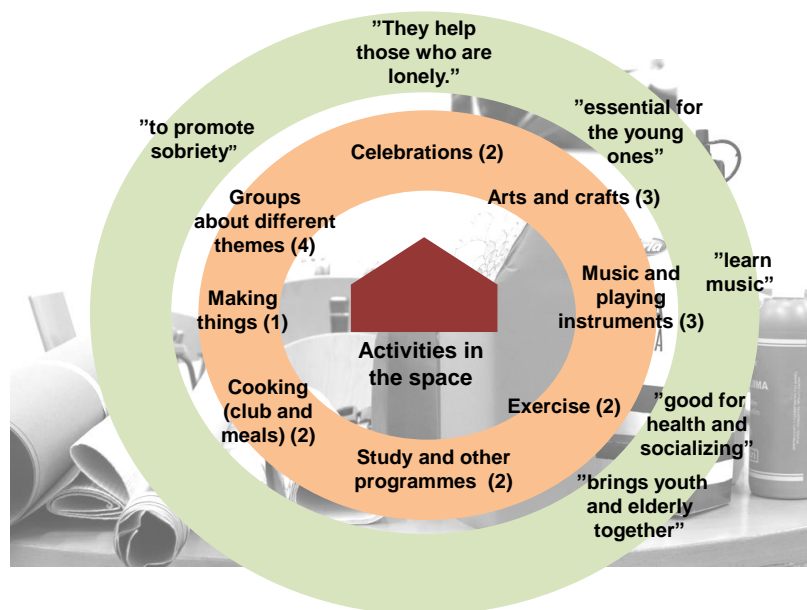 ”They help
those who are
lonely.”
”essential for
the young
ones”
”to promote
sobriety”
Celebrations (2)
Groups
about different
themes (4)
Arts and crafts (3)
”learn
music”
Music and
playing
instruments (3)
Making
things (1)
Activities in
the space
Cooking
(club and
meals) (2)
Exercise (2)
”good for
health and
socializing”
Study and other
programmes (2)
”brings youth
and elderly
together”